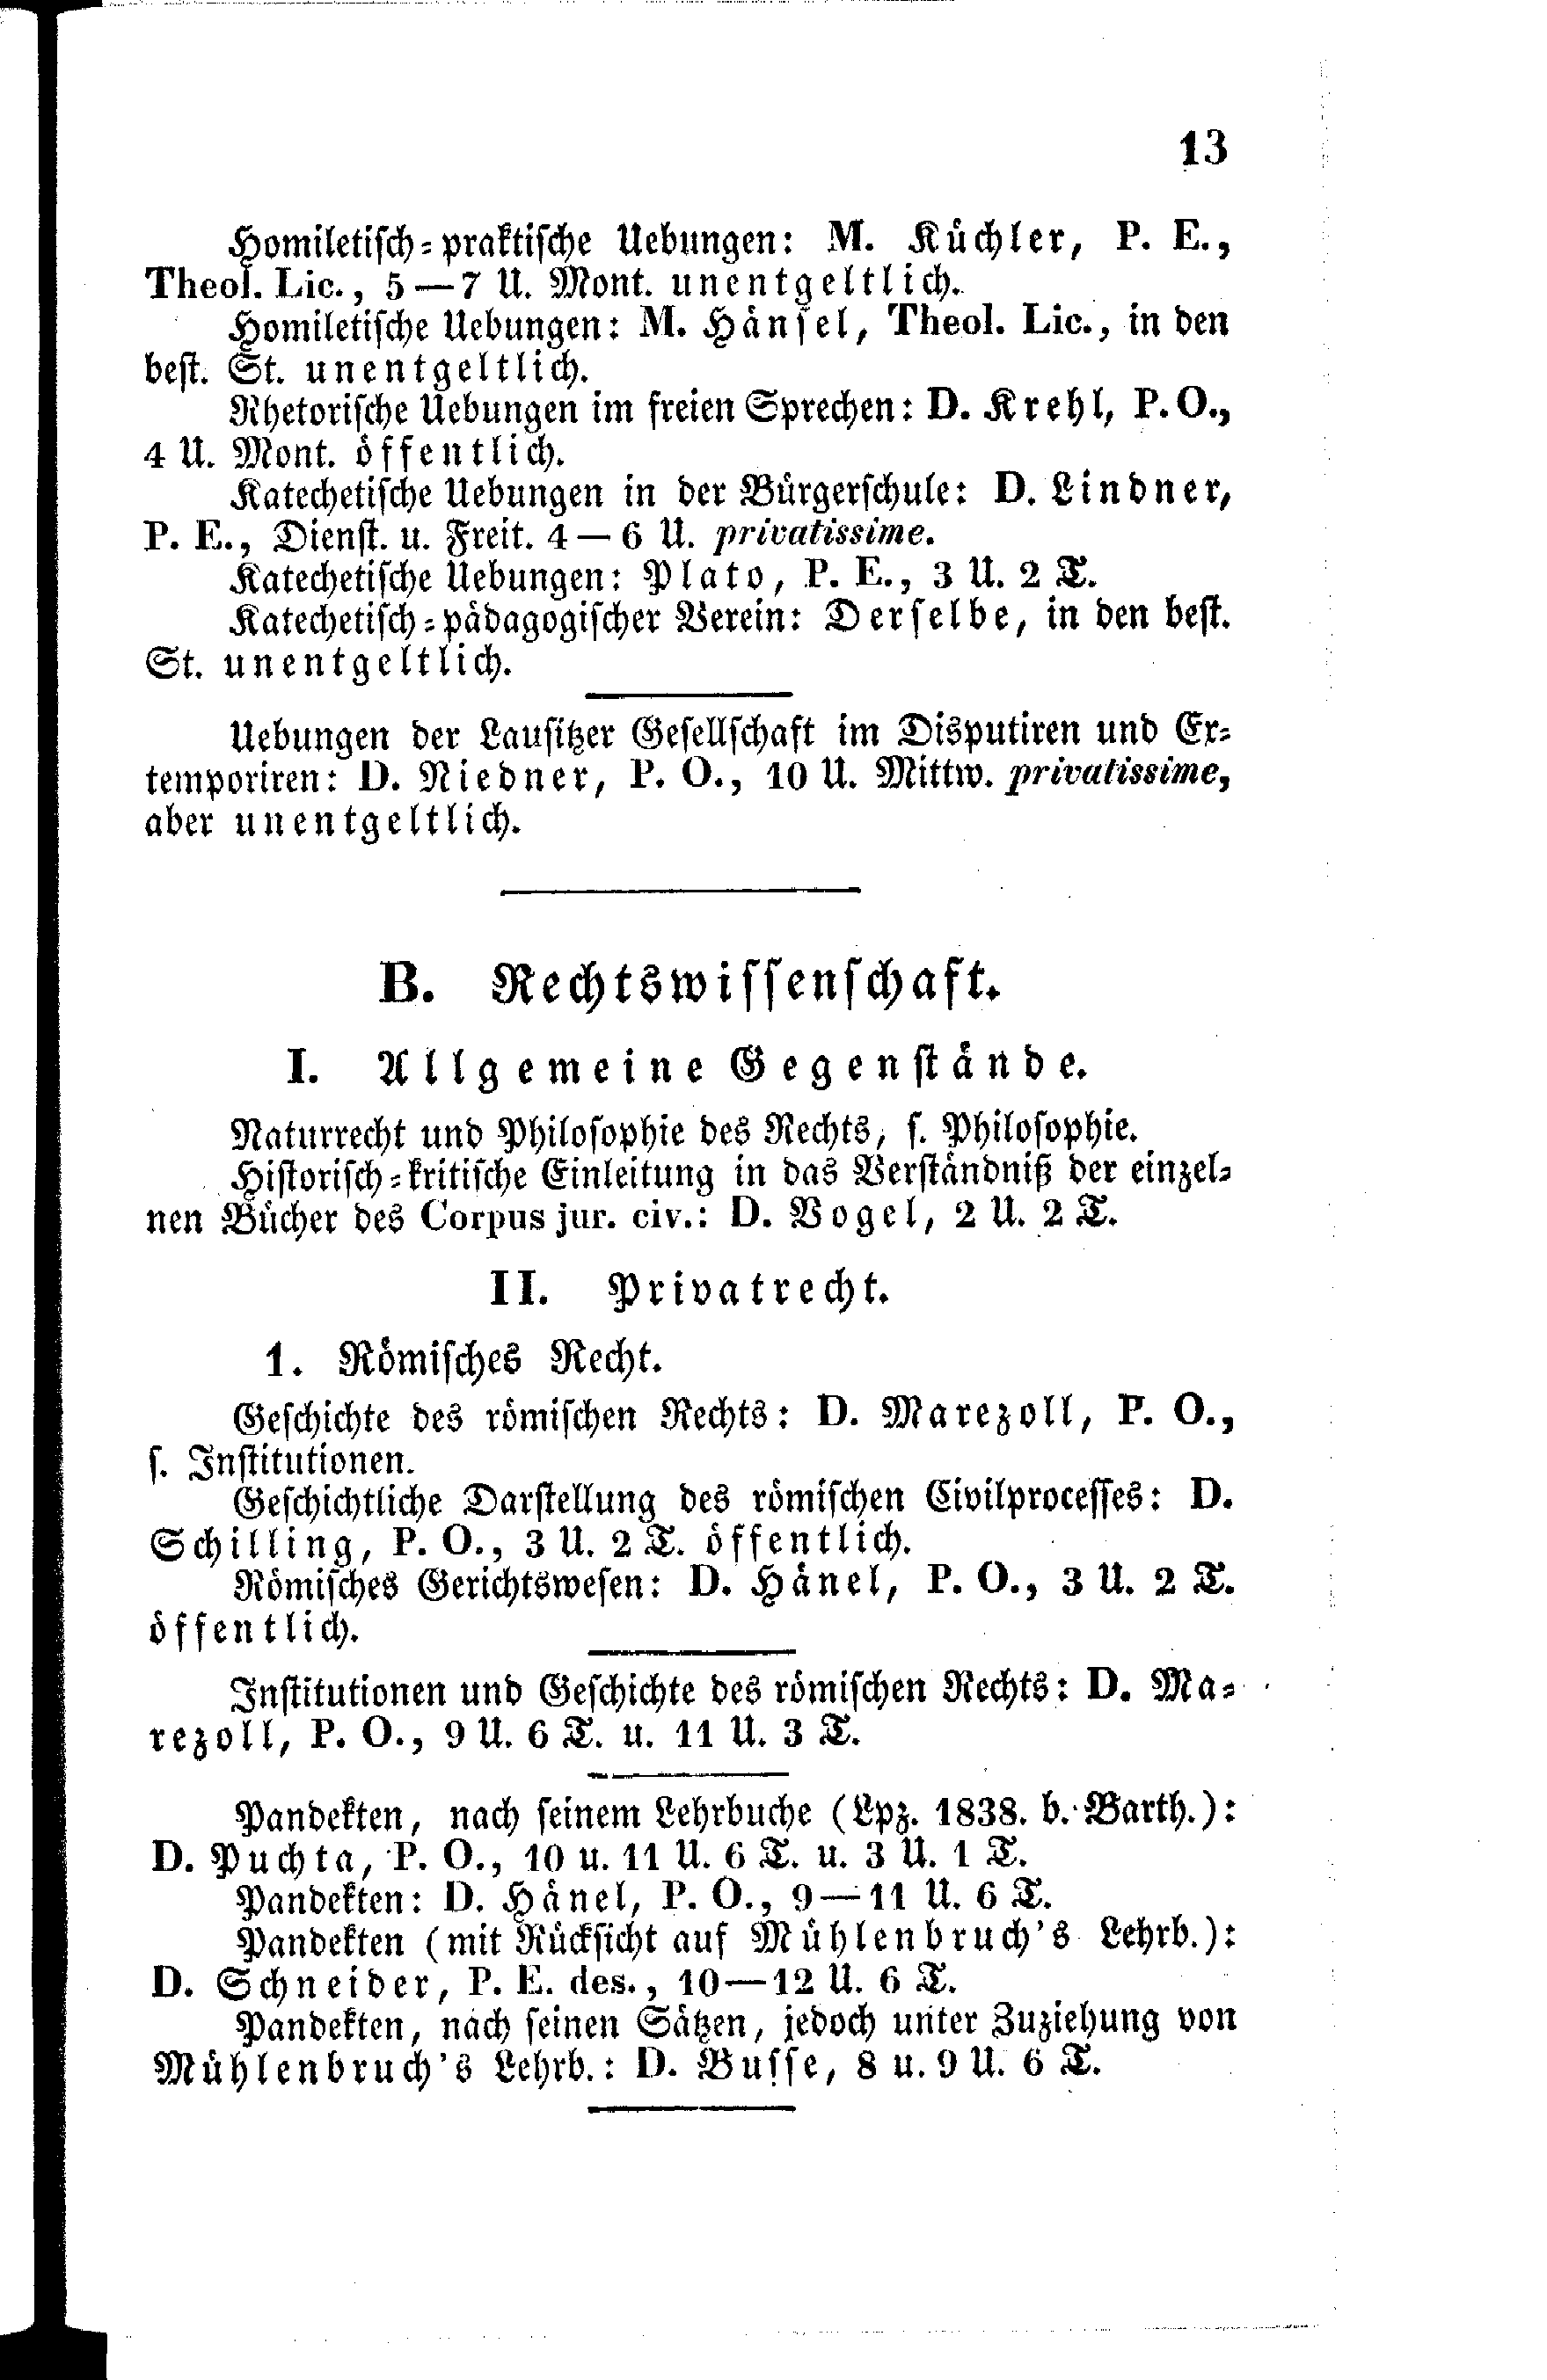 13
Homiletisch-praktische Uebungen: M. Küchler, P. E.,
Theol. Lic., 5—7 U. Mont. unentgeltlich.
Homiletische Uebungen: M. Hänsel, Theol. Lic., in den
best. St. unentgeltlich.
Rhetorische Uebungen im freien Sprechen: D. Krehl, P. O.,
4 U. Mont. öffentlich.
Katechetische Uebungen in der Bürgerschule: D. Lindner,
P. E., Dienst. u. Freit. 4—6 U. privatissime.
Katechetische Uebungen: Plato, P. E., 3 U. 2 T.
Katechetisch-pädagogischer Verein: Derselbe, in den best.
St. unentgeltlich.
Uebungen der Lausitzer Gesellschaft im Disputiren und Ex-
temporiren: D. Niedner, P. O., 10 U. Mittw. privatissime,
aber unentgeltlich.
B. Rechtswissenschaft.
I. Allgemeine Gegenstände.
Naturrecht und Philosophie des Rechts, s. Philosophie.
Historisch-kritische Einleitung in das Verständniß der einzel-
nen Bücher des Corpus jur. civ.: D. Vogel, 2 U. 2 T.
II. Privatrecht.
1. Römisches Recht.
Geschichte des römischen Rechts: D. Marezoll, P. O.,
s. Institutionen.
Geschichtliche Darstellung des römischen Civilprocesses: D.
Schilling, P. O., 3 U. 2 T. öffentlich.
Römisches Gerichtswesen: D. Hänel, P. O., 3 U. 2 T.
öffentlich.
Institutionen und Geschichte des römischen Rechts: D. Ma-
rezoll, P. O., 9 U. 6 T. u. 11 U. 3 T.
Pandekten, nach seinem Lehrbuche (Lpz. 1838. b. Barth.):
D. Puchta, P. O., 10 u. 11 U. 6 T. u. 3 U. 1 T.
Pandekten: D. Hänel, P. O., 9—11 U. 6 T.
Pandekten (mit Rücksicht auf Mühlenbruch's Lehrb.):
D. Schneider, P. E. des., 10—12 U. 6 T.
Pandekten, nach seinen Sätzen, jedoch unter Zuziehung von
Mühlenbruch's Lehrb.: D. Busse, 8 u. 9 U. 6 T.